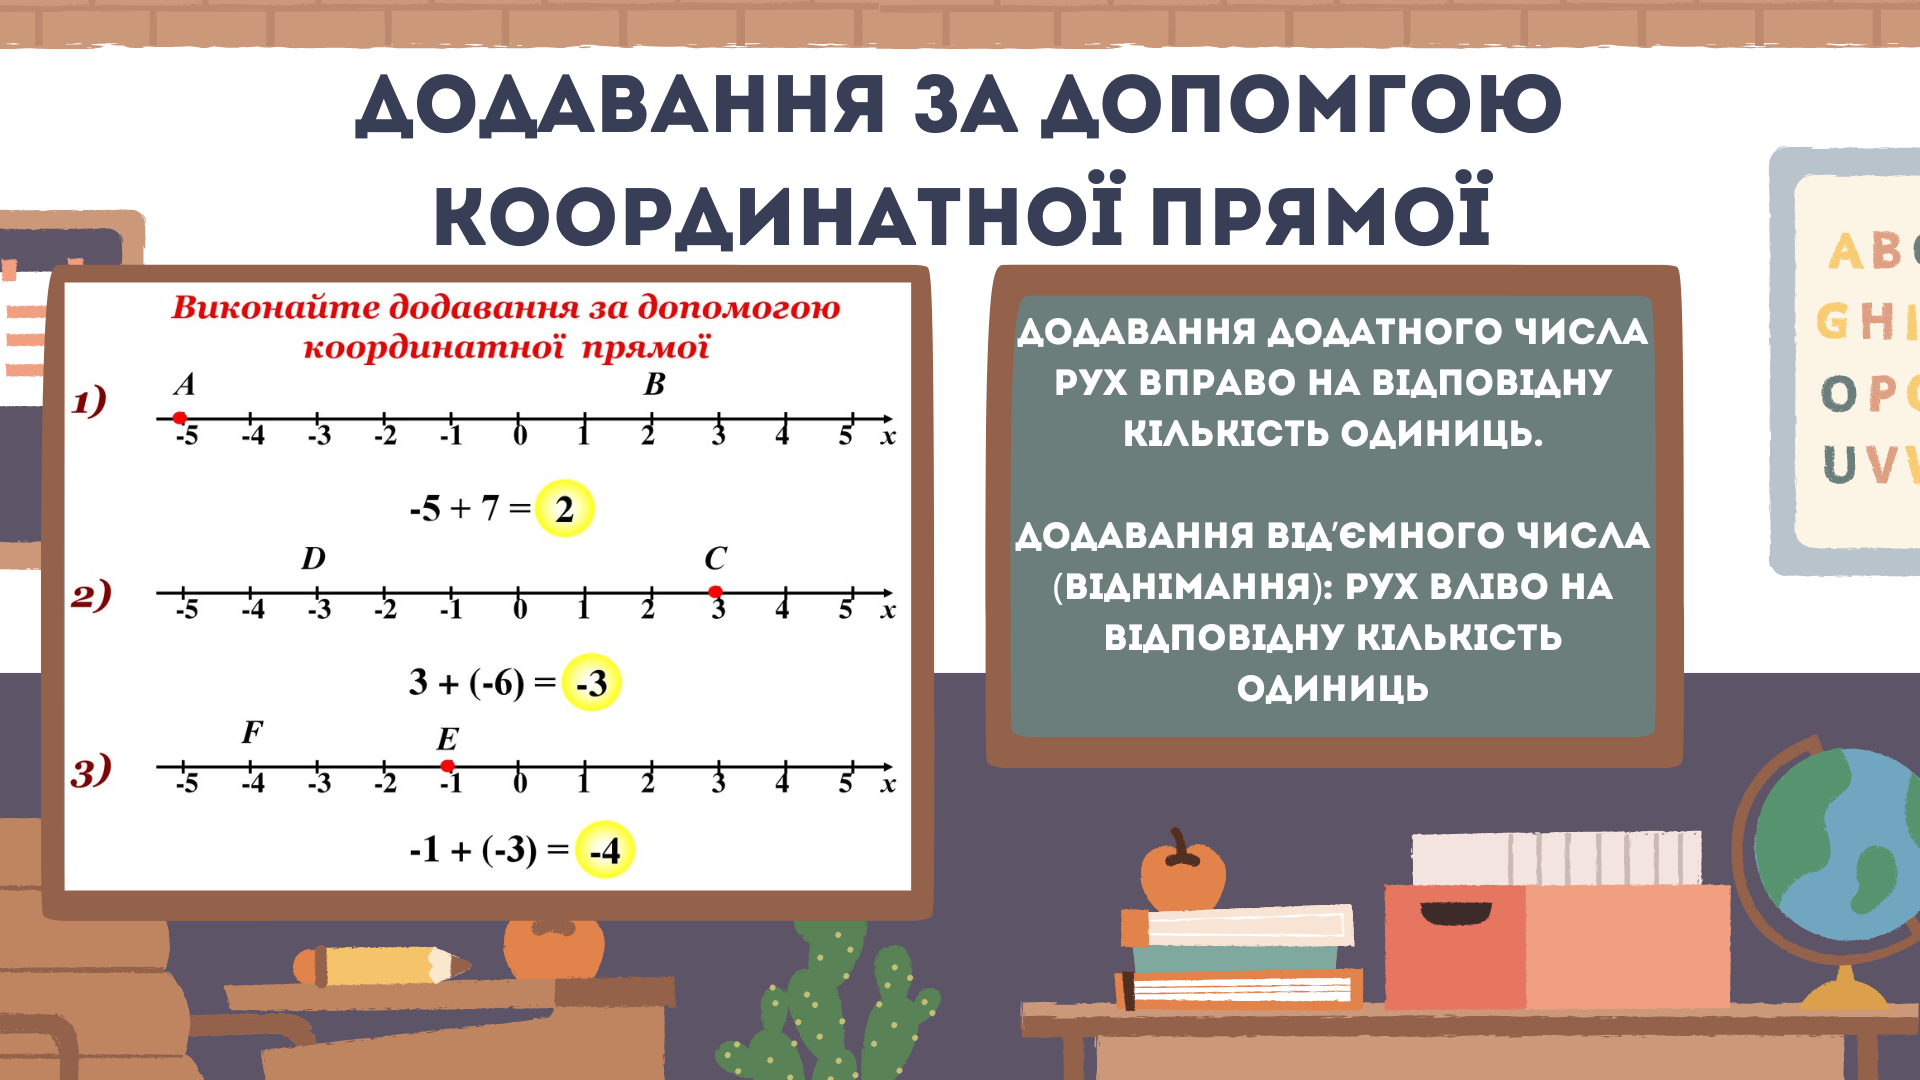 ДОДАВАННЯ ЗА ДОПОМГОЮ
КООРДИНАТНОЇ ПРЯМОЇ
Виконайте додавання за допомогою
координатної прямої
1)
A B
-5 -4 -3 -2 -1 0 1 2 3 4 5 x
-5 + 7 = 2
D C
2)
-5 -4 -3 -2 -1 0 1 2 3 4 5 x
3 + (-6) = -3
F E
3)
-5 -4 -3 -2 -1 0 1 2 3 4 5 x
-1 + (-3) = -4
ДОДАВАННЯ ДОДАТНОГО ЧИСЛА
РУХ ВПРАВО НА ВІДПОВІДНУ
КІЛЬКІСТЬ ОДИНИЦЬ.
ДОДАВАННЯ ВІД'ЄМНОГО ЧИСЛА
(ВІДНІМАННЯ): РУХ ВЛІВО НА
ВІДПОВІДНУ КІЛЬКІСТЬ
ОДИНИЦЬ
A B
G H
O P
U V